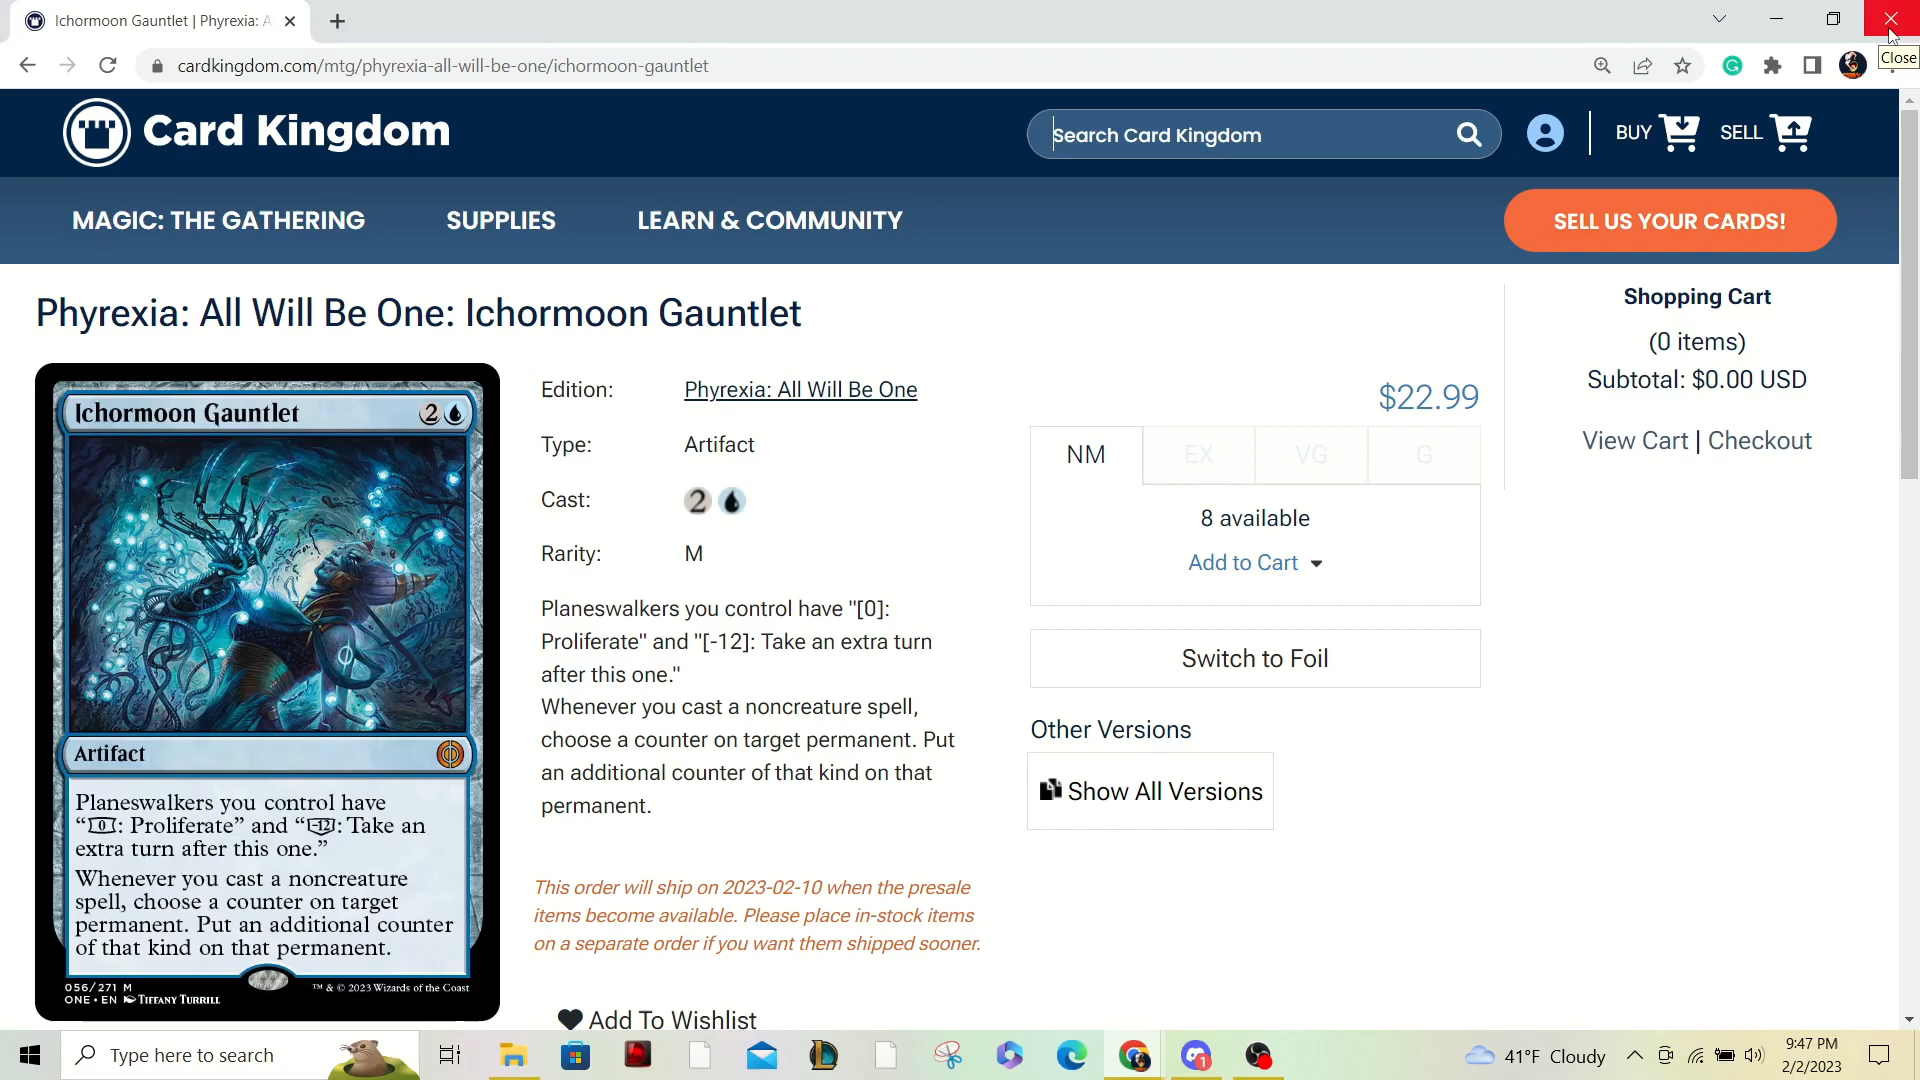 Ichormoon Gauntlet | Phyrexia: A
Close
cardkingdom.com/mtg/phyrexia-all-will-be-one/ichormoon-gauntlet
Card Kingdom
Search Card Kingdom
BUY
SELL
MAGIC: THE GATHERING
SUPPLIES
LEARN & COMMUNITY
SELL US YOUR CARDS!
Phyrexia: All Will Be One: Ichormoon Gauntlet
Shopping Cart
(0 items)
Subtotal: $0.00 USD
View Cart | Checkout
Ichormoon Gauntlet 2
Artifact
Planeswalkers you control have
“0: Proliferate” and “-12: Take an
extra turn after this one.”
Whenever you cast a noncreature
spell, choose a counter on target
permanent. Put an additional counter
of that kind on that permanent.
056/271 M
ONE • EN TIFFANY TURRILL
™ & © 2023 Wizards of the Coast
Edition: Phyrexia: All Will Be One
Type: Artifact
Cast: 2
Rarity: M
Planeswalkers you control have "[0]:
Proliferate" and "[-12]: Take an extra turn
after this one."
Whenever you cast a noncreature spell,
choose a counter on target permanent. Put
an additional counter of that kind on that
permanent.
This order will ship on 2023-02-10 when the presale
items become available. Please place in-stock items
on a separate order if you want them shipped sooner.
Add To Wishlist
$22.99
NM EX VG G
8 available
Add to Cart
Switch to Foil
Other Versions
Show All Versions
Type here to search
1
41°F Cloudy
9:47 PM
2/2/2023